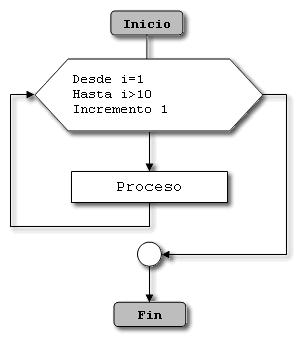 Inicio
Desde i=1
Hasta i>10
Incremento 1
Proceso
Fin